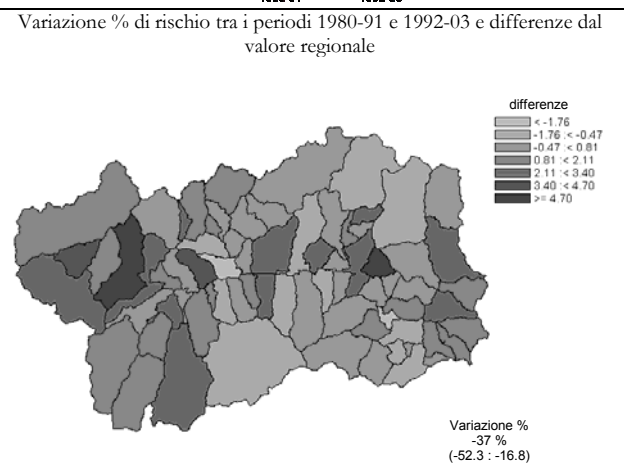 Variazione % di rischio tra i periodi 1980-91 e 1992-03 e differenze dal
valore regionale
differenze
< -1.76
-1.76 :< -0.47
-0.47 :< 0.81
0.81 :< 2.11
2.11 :< 3.40
3.40 :< 4.70
>= 4.70
Variazione %
-37 %
(-52.3 : -16.8)